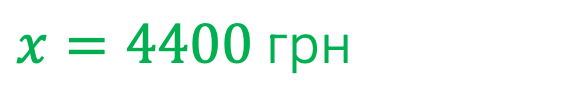 x = 4400 грн